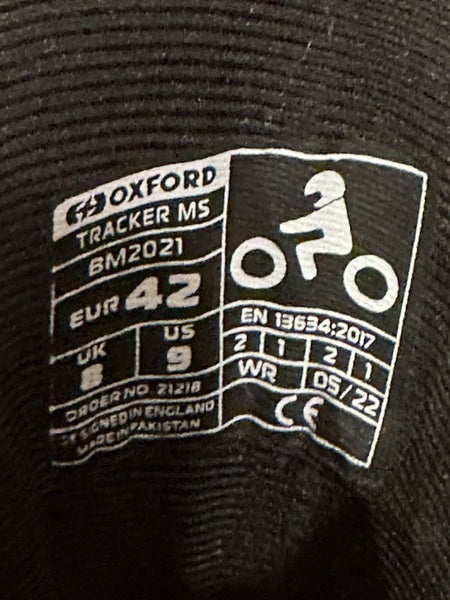 OXFORD
TRACKER MS
BM2021
EUR 42
UK US
8 9
ORDER NO. 21218
DESIGNED IN ENGLAND
MADE IN PAKISTAN
EN 13634:2017
2 1 2 1
WR 05/22
CE